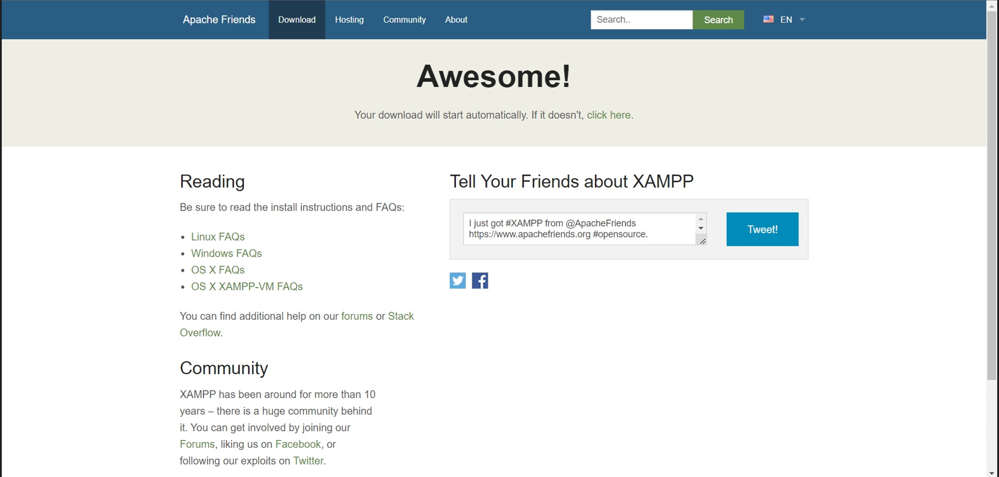 Apache Friends Download Hosting Community About Search.. Search EN
Awesome!
Your download will start automatically. If it doesn't, click here.
Reading
Be sure to read the install instructions and FAQs:
• Linux FAQs
• Windows FAQs
• OS X FAQs
• OS X XAMPP-VM FAQs
You can find additional help on our forums or Stack
Overflow.
Community
XAMPP has been around for more than 10
years – there is a huge community behind
it. You can get involved by joining our
Forums, liking us on Facebook, or
following our exploits on Twitter.
Tell Your Friends about XAMPP
I just got #XAMPP from @ApacheFriends
https://www.apachefriends.org #opensource.
Tweet!